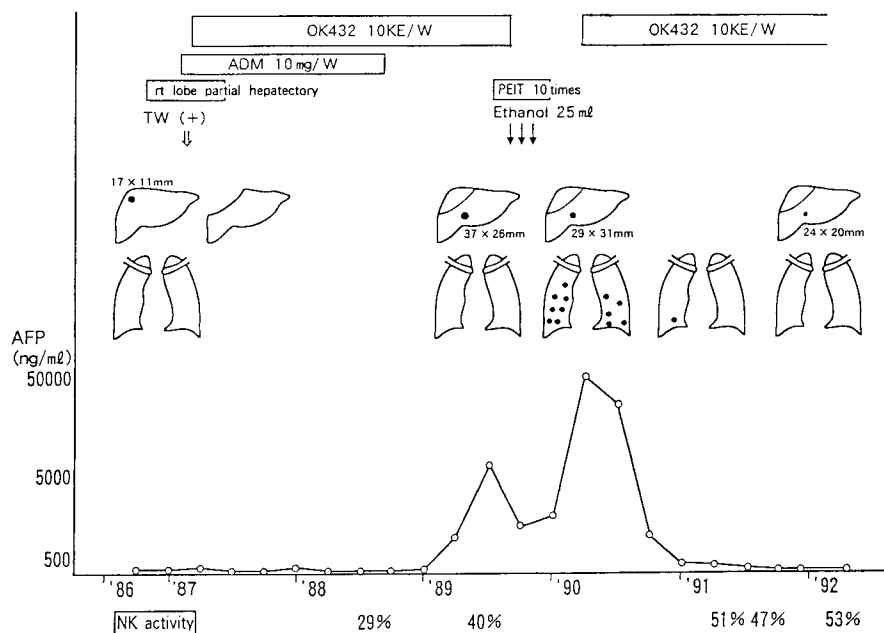 OK432 10KE/W OK432 10KE/W
ADM 10 mg/W
rt lobe partial hepatectory PEIT 10 times
TW (+) Ethanol 25 ml
17 × 11mm
37 × 26mm 29 × 31mm 24 × 20mm
AFP
(ng/ml)
50000
5000
500
'86 '87 '88 '89 '90 '91 '92
NK activity 29% 40% 51% 47% 53%